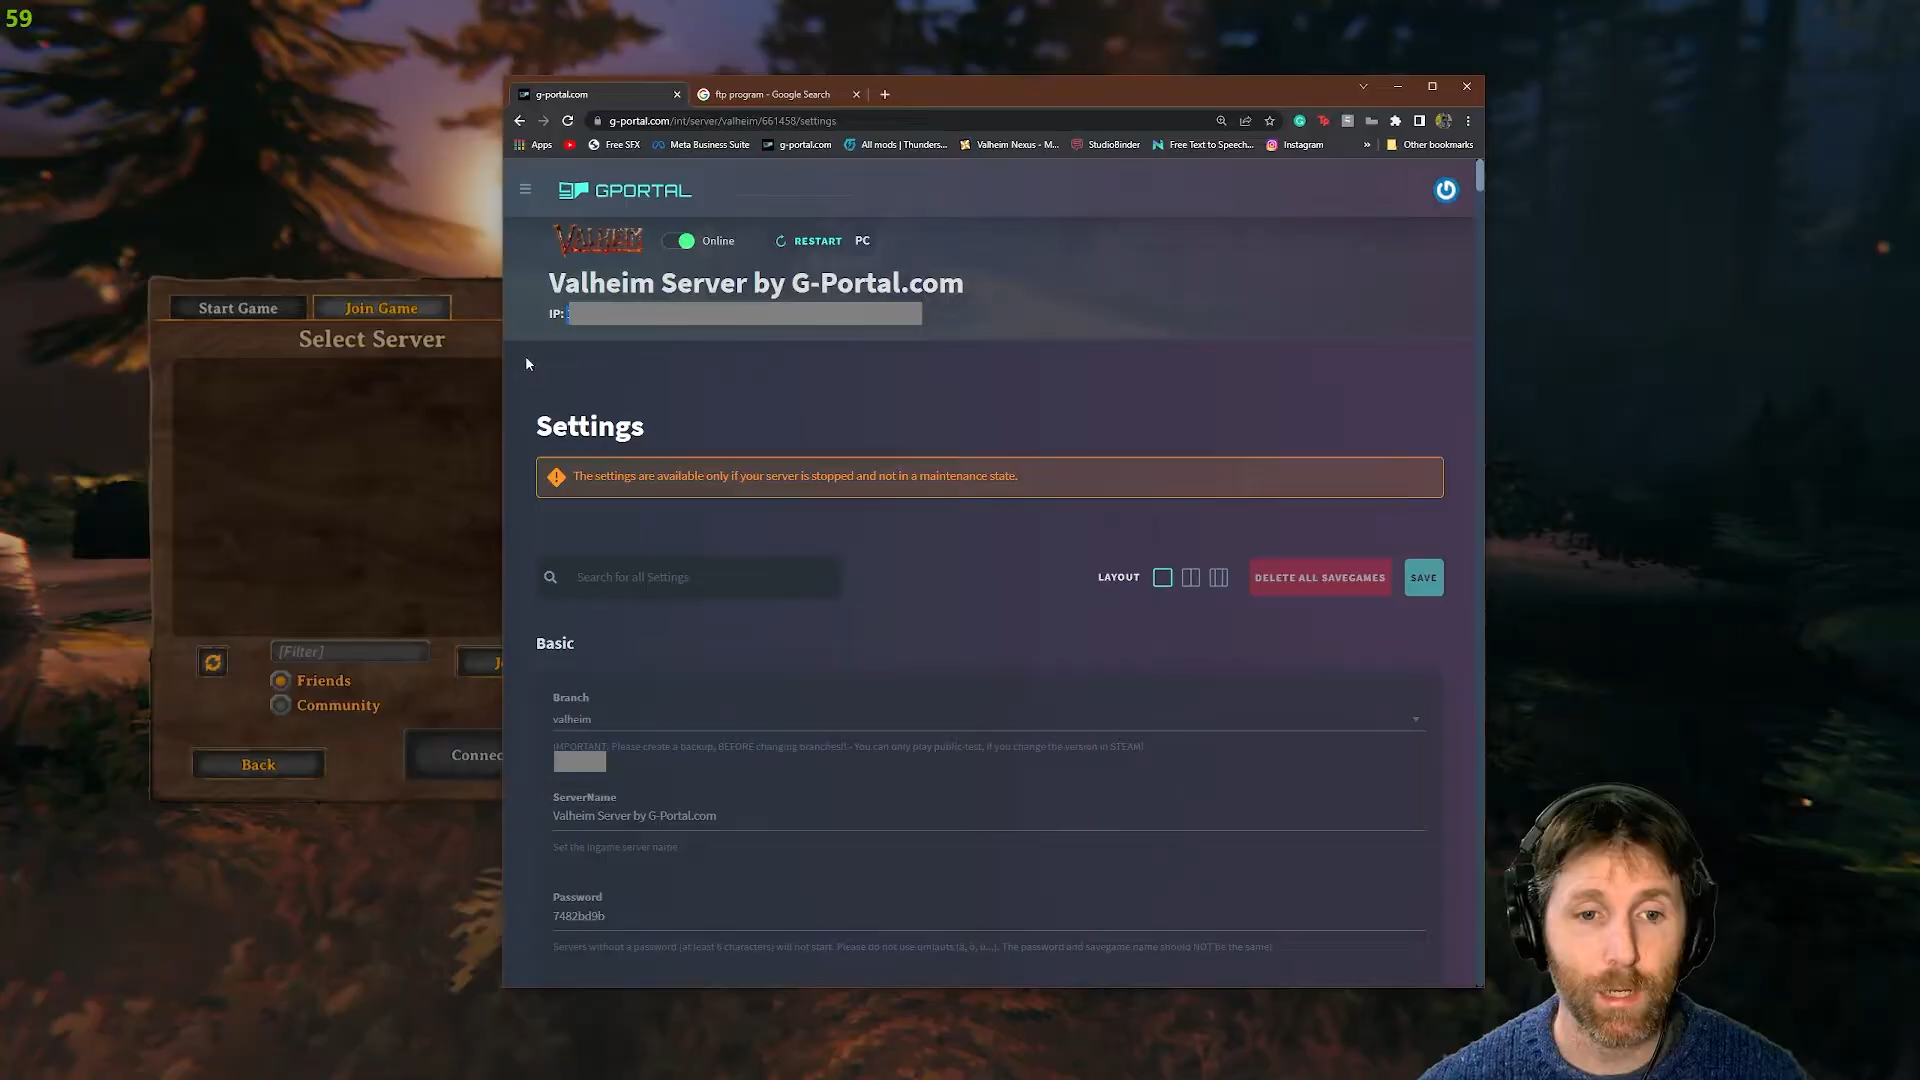 59
g-portal.com
ftp program - Google Search
g-portal.com/int/server/valheim/661458/settings
Apps
Free SFX
Meta Business Suite
g-portal.com
All mods | Thunders...
Valheim Nexus - M...
StudioBinder
Free Text to Speech...
Instagram
»
Other bookmarks
GPORTAL
VALHEIM
Online
RESTART
PC
Valheim Server by G-Portal.com
IP:
Start Game
Join Game
Select Server
Settings
The settings are available only if your server is stopped and not in a maintenance state.
Search for all Settings
LAYOUT
DELETE ALL SAVEGAMES
SAVE
Basic
Branch
valheim
IMPORTANT: Please create a backup, BEFORE changing branches!! - You can only play public-test, if you change the version in STEAM!
ServerName
Valheim Server by G-Portal.com
Set the ingame server name
Password
7482bd9b
Servers without a password (at least 6 characters) will not start. Please do not use umlauts (ä, ö, ü...). The password and savegame name should NOT be the same!
[Filter]
Friends
Community
Back
Connec